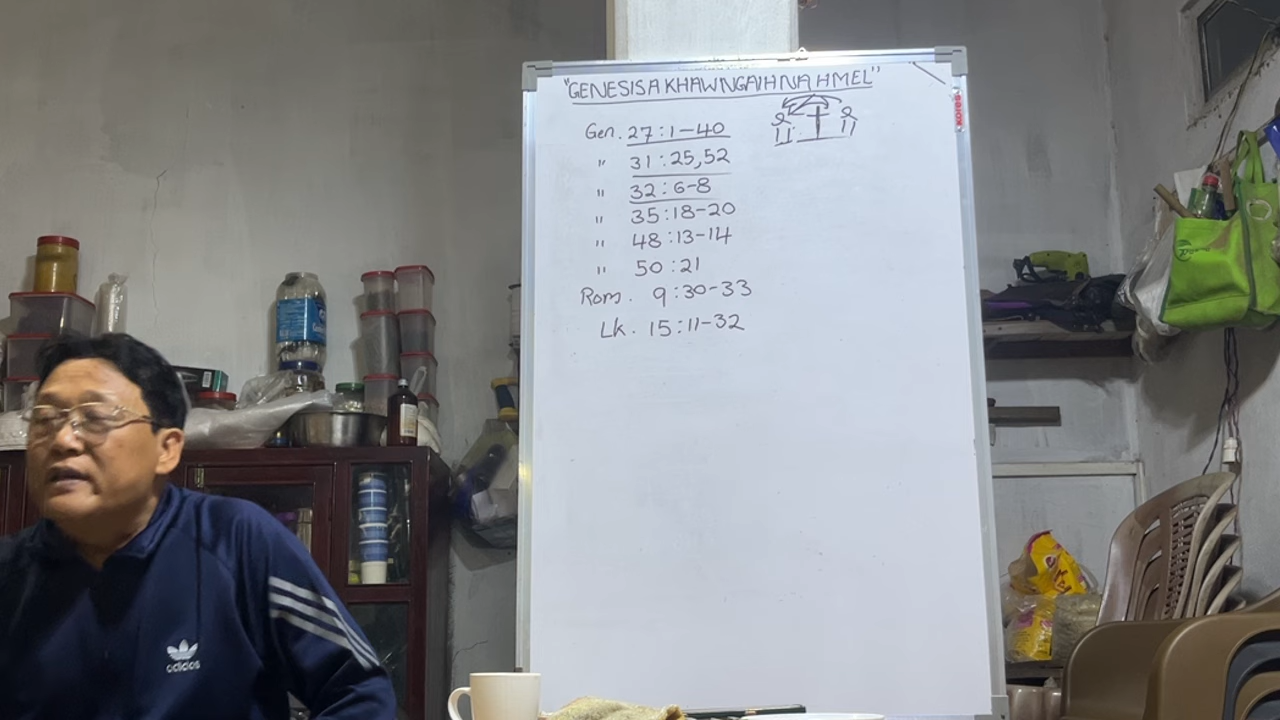 "GENESISA KHAWNGAIHNA HMEL"
Gen. 27:1-40
" 31:25,52
" 32:6-8
" 35:18-20
" 48:13-14
" 50:21
Rom. 9:30-33
Lk. 15:11-32
Kores
adidas